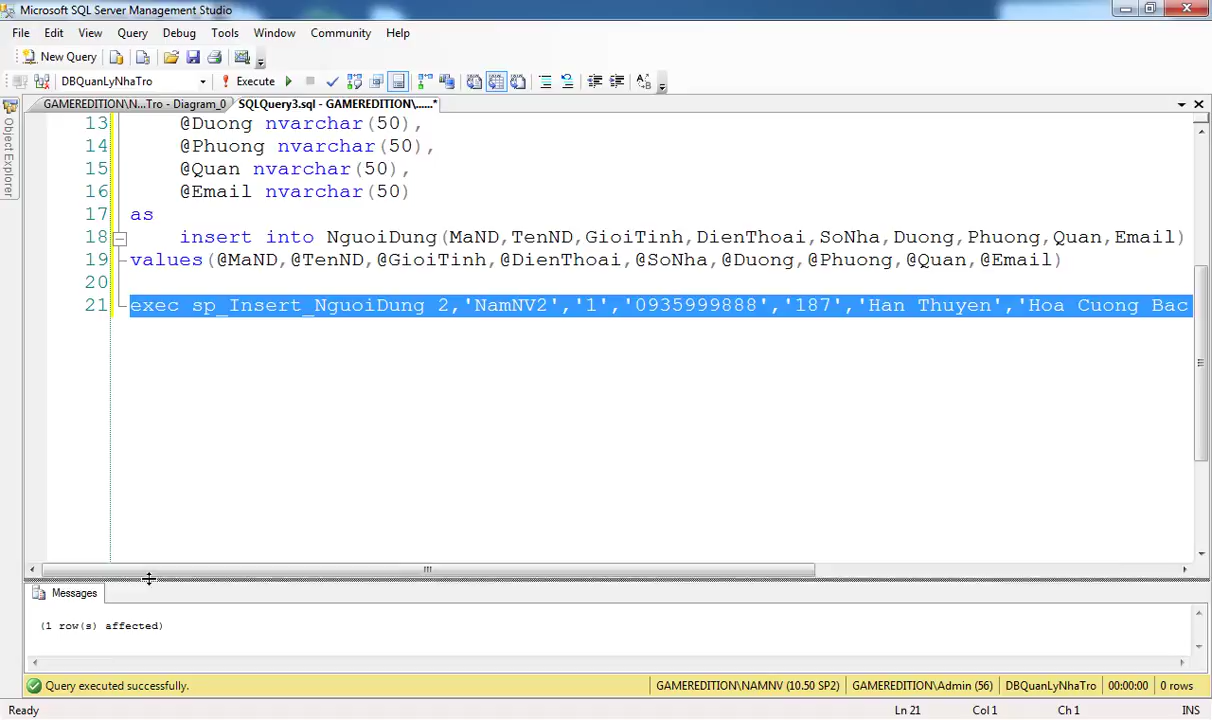 Microsoft SQL Server Management Studio
File Edit View Query Debug Tools Window Community Help
New Query
DBQuanLyNhaTro Execute
GAMEREDITION\N...Tro - Diagram_0 SQLQuery3.sql - GAMEREDITION\......*
Object Explorer
13 @Duong nvarchar(50),
14 @Phuong nvarchar(50),
15 @Quan nvarchar(50),
16 @Email nvarchar(50)
17 as
18 insert into NguoiDung(MaND,TenND,GioiTinh,DienThoai,SoNha,Duong,Phuong,Quan,Email)
19 values(@MaND,@TenND,@GioiTinh,@DienThoai,@SoNha,@Duong,@Phuong,@Quan,@Email)
20
21 exec sp_Insert_NguoiDung 2,'NamNV2','1','0935999888','187','Han Thuyen','Hoa Cuong Bac
Messages
(1 row(s) affected)
Query executed successfully. GAMEREDITION\NAMNV (10.50 SP2) GAMEREDITION\Admin (56) DBQuanLyNhaTro 00:00:00 0 rows
Ready Ln 21 Col 1 Ch 1 INS